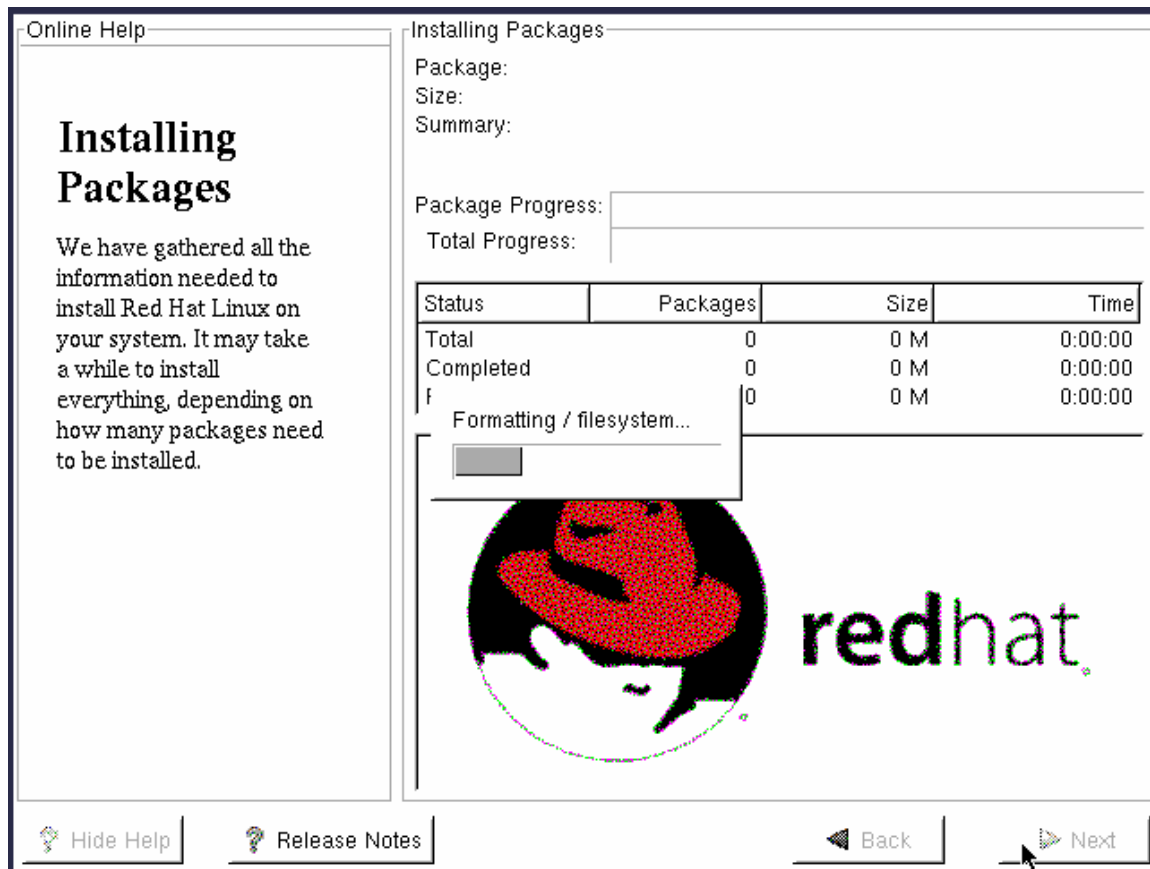 Online Help
Installing
Packages
We have gathered all the
information needed to
install Red Hat Linux on
your system. It may take
a while to install
everything, depending on
how many packages need
to be installed.
Installing Packages
Package:
Size:
Summary:
Package Progress:
Total Progress:
Status Packages Size Time
Total 0 0 M 0:00:00
Completed 0 0 M 0:00:00
0 0 M 0:00:00
Formatting / filesystem...
redhat
Hide Help
Release Notes
Back
Next